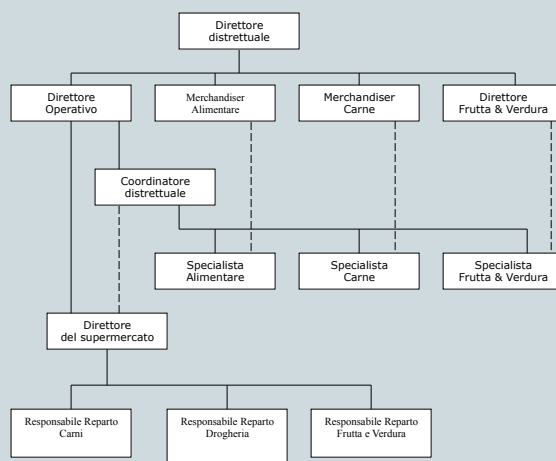 Direttore
distrettuale
Direttore
Operativo
Merchandiser
Alimentare
Merchandiser
Carne
Direttore
Frutta & Verdura
Coordinatore
distrettuale
Specialista
Alimentare
Specialista
Carne
Specialista
Frutta & Verdura
Direttore
del supermercato
Responsabile Reparto
Carni
Responsabile Reparto
Drogheria
Responsabile Reparto
Frutta e Verdura